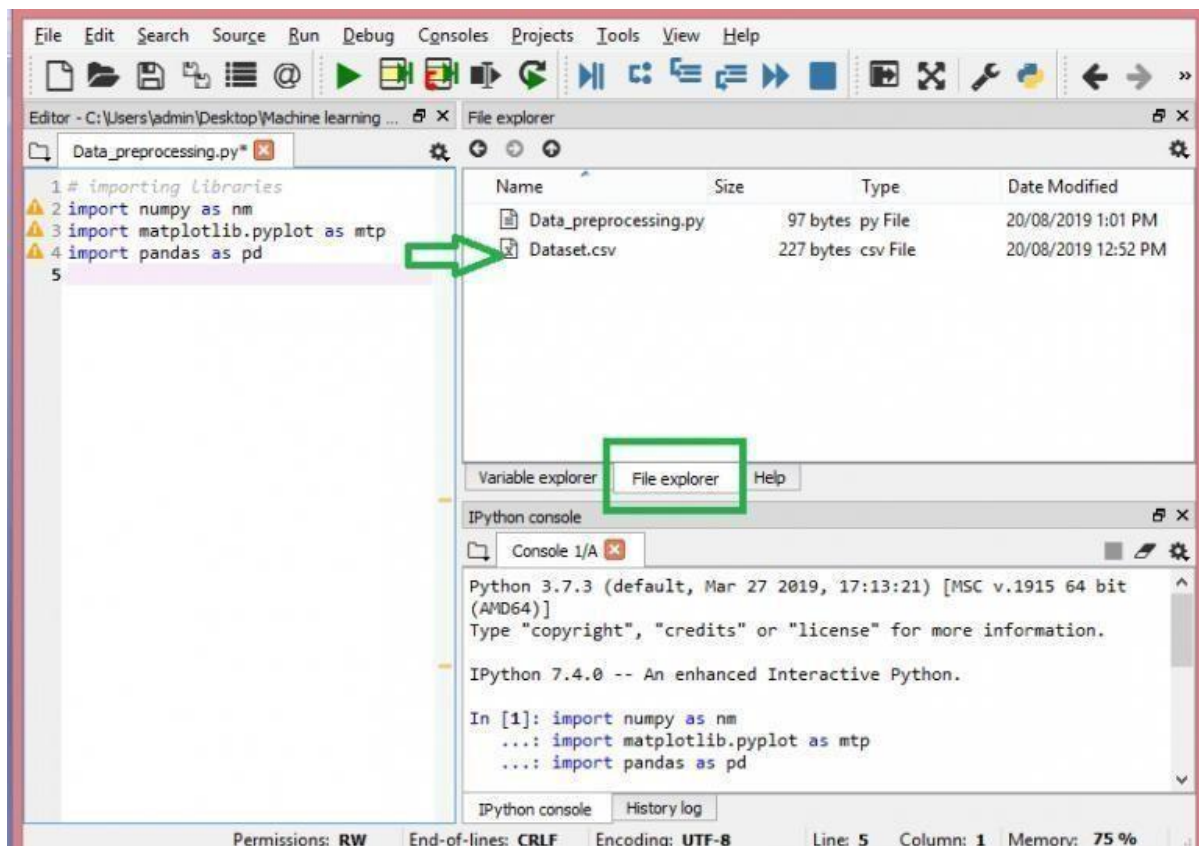 File Edit Search Source Run Debug Consoles Projects Tools View Help
Editor - C:\Users\admin\Desktop\Machine learning ...
Data_preprocessing.py*
1 # importing libraries
2 import numpy as nm
3 import matplotlib.pyplot as mtp
4 import pandas as pd
5
File explorer
Name Size Type Date Modified
Data_preprocessing.py 97 bytes py File 20/08/2019 1:01 PM
Dataset.csv 227 bytes csv File 20/08/2019 12:52 PM
Variable explorer File explorer Help
IPython console
Console 1/A
Python 3.7.3 (default, Mar 27 2019, 17:13:21) [MSC v.1915 64 bit
(AMD64)]
Type "copyright", "credits" or "license" for more information.
IPython 7.4.0 -- An enhanced Interactive Python.
In [1]: import numpy as nm
...: import matplotlib.pyplot as mtp
...: import pandas as pd
IPython console History log
Permissions: RW End-of-lines: CRLF Encoding: UTF-8 Line: 5 Column: 1 Memory: 75 %